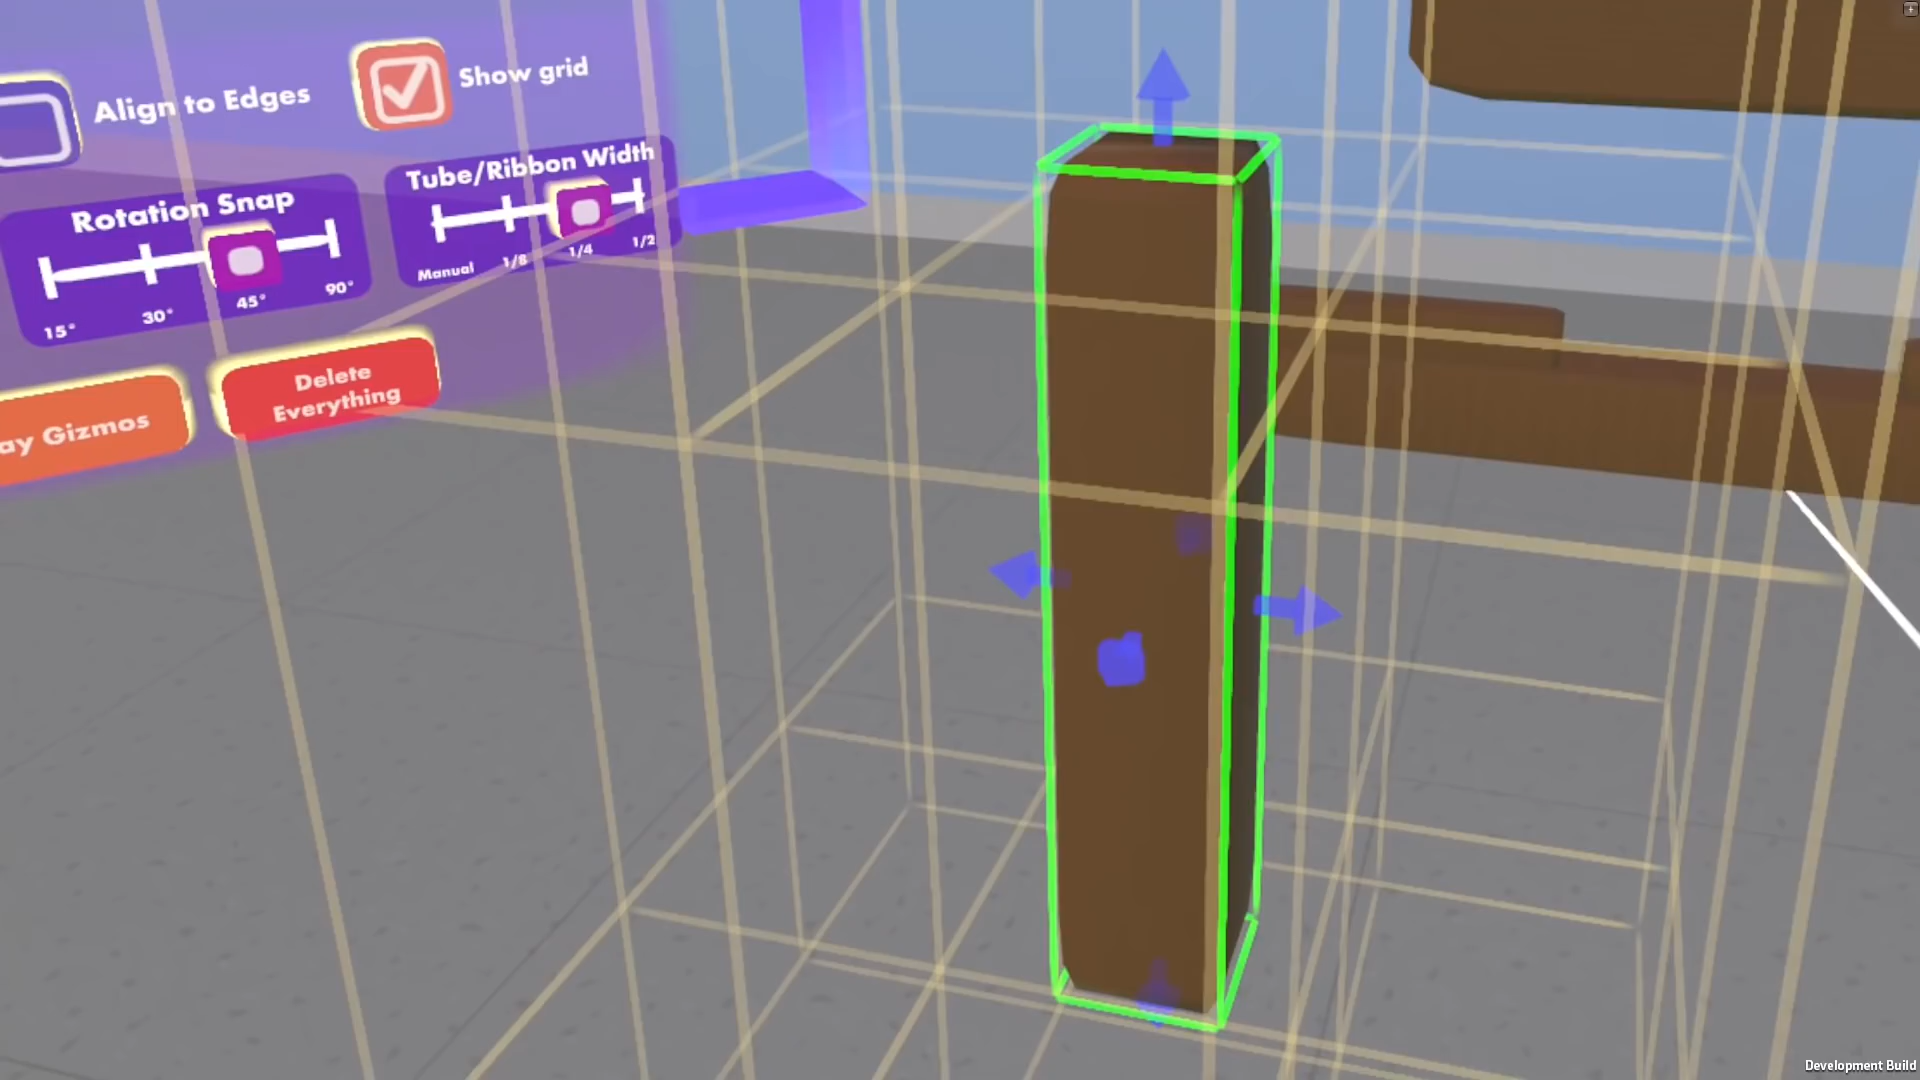 Align to Edges
Show grid
Rotation Snap
15°
30°
45°
90°
Tube/Ribbon Width
Manual
1/8
1/4
1/2
ay Gizmos
Delete
Everything
Development Build